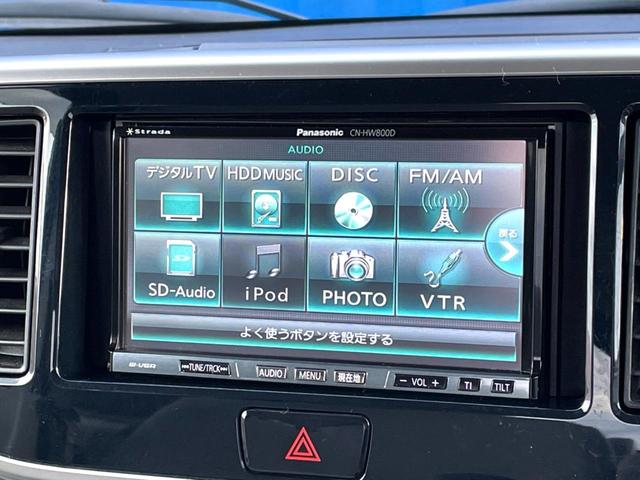 Strada Panasonic CN-HW800D
AUDIO
デジタルTV HDD MUSIC DISC FM/AM
戻る
SD-Audio iPod PHOTO VTR
よく使うボタンを設定する
TUNE/TRCK AUDIO MENU 現在地 − VOL + TI TILT